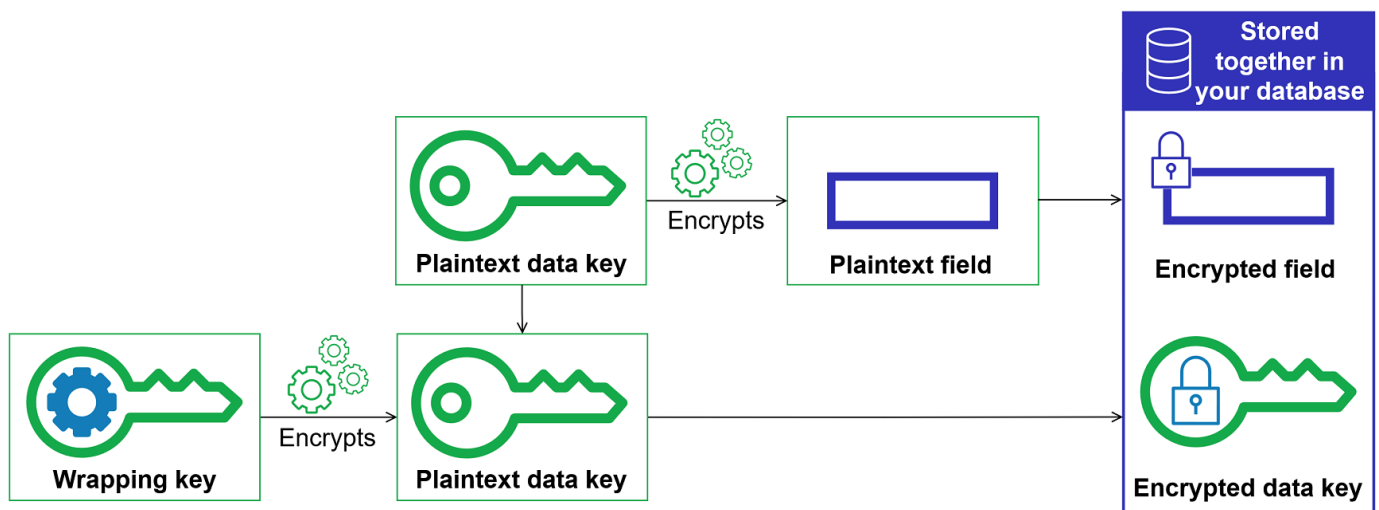 Stored
together in
your database
Encrypts
Plaintext data key
Plaintext field
Encrypted field
Encrypts
Wrapping key
Plaintext data key
Encrypted data key